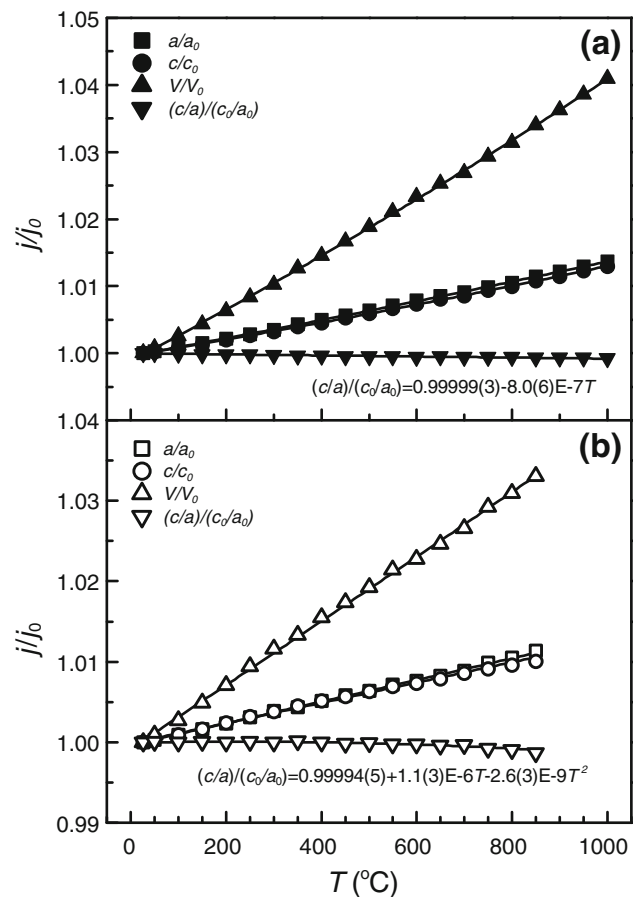 (a)
a/a₀
c/c₀
V/V₀
(c/a)/(c₀/a₀)
1.05
1.04
1.03
1.02
1.01
1.00
j/j₀
(c/a)/(c₀/a₀)=0.99999(3)-8.0(6)E-7T
1.04
(b)
a/a₀
c/c₀
V/V₀
(c/a)/(c₀/a₀)
1.03
1.02
1.01
1.00
0.99
j/j₀
(c/a)/(c₀/a₀)=0.99994(5)+1.1(3)E-6T-2.6(3)E-9T²
0 200 400 600 800 1000
T (°C)